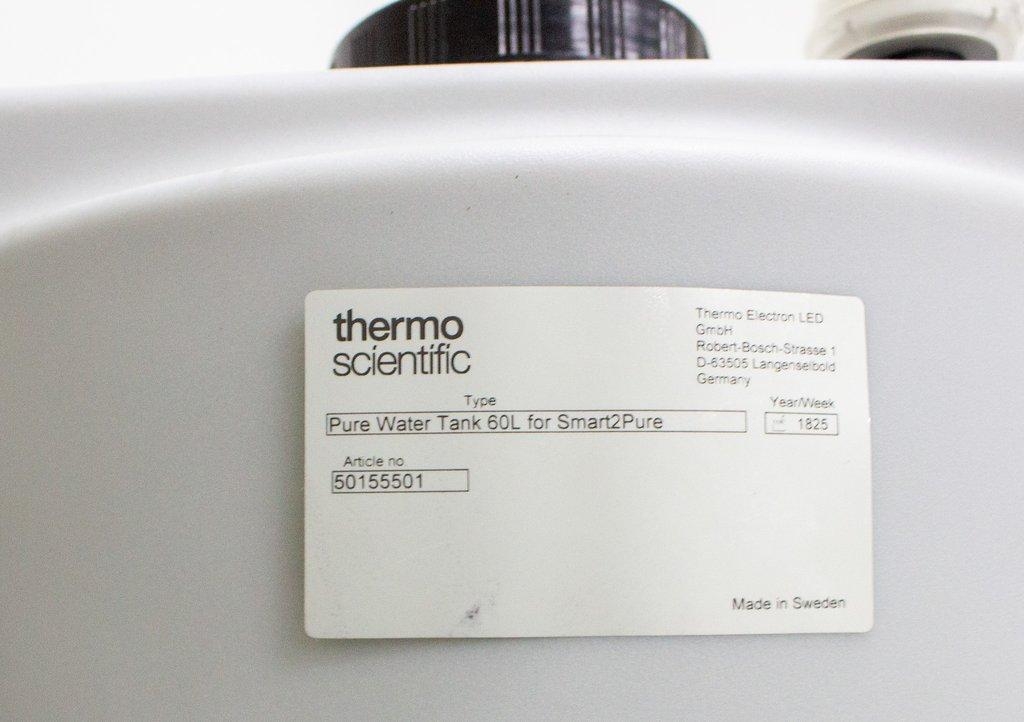 thermo
scientific
Thermo Electron LED
GmbH
Robert-Bosch-Strasse 1
D-63505 Langenselbold
Germany
Type
Pure Water Tank 60L for Smart2Pure
Year/Week
1825
Article no
50155501
Made in Sweden